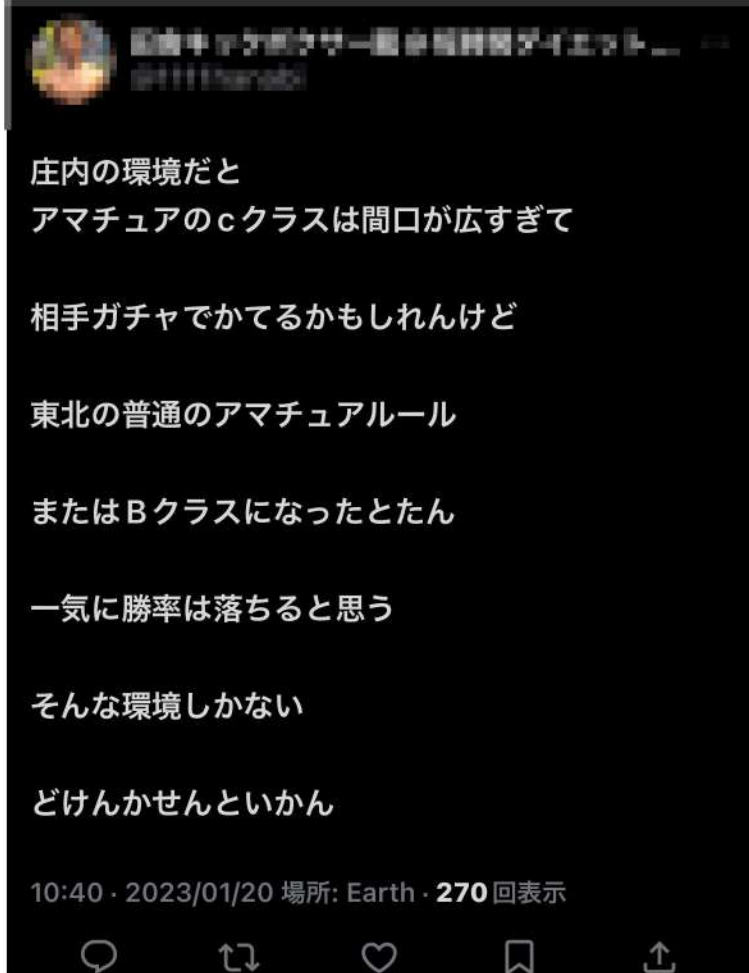 庄内の環境だと
アマチュアのcクラスは間口が広すぎて
相手ガチャでかてるかもしれんけど
東北の普通のアマチュアルール
またはBクラスになったとたん
一気に勝率は落ちると思う
そんな環境しかない
どけんかせんといかん
10:40 · 2023/01/20 場所: Earth · 270 回表示